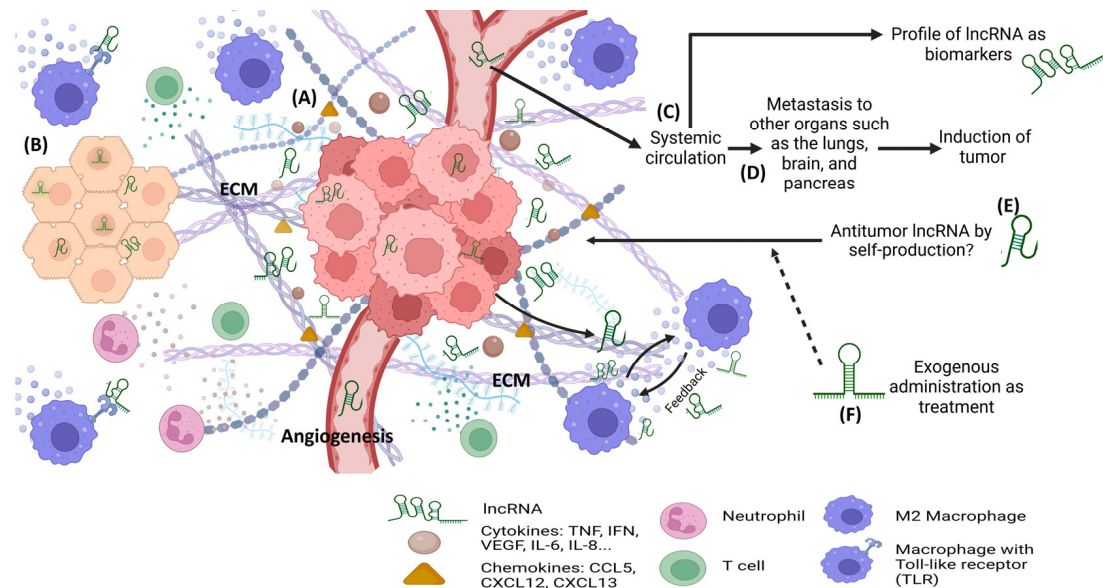 (A)
(B)
ECM
(C)
Profile of lncRNA as
biomarkers
Systemic
circulation
(D)
Metastasis to
other organs such
as the lungs,
brain, and
pancreas
Induction of
tumor
(E)
Antitumor lncRNA by
self-production?
ECM
Feedback
(F)
Exogenous
administration as
treatment
Angiogenesis
lncRNA
Cytokines: TNF, IFN,
VEGF, IL-6, IL-8...
Chemokines: CCL5,
CXCL12, CXCL13
Neutrophil
T cell
M2 Macrophage
Macrophage with
Toll-like receptor
(TLR)